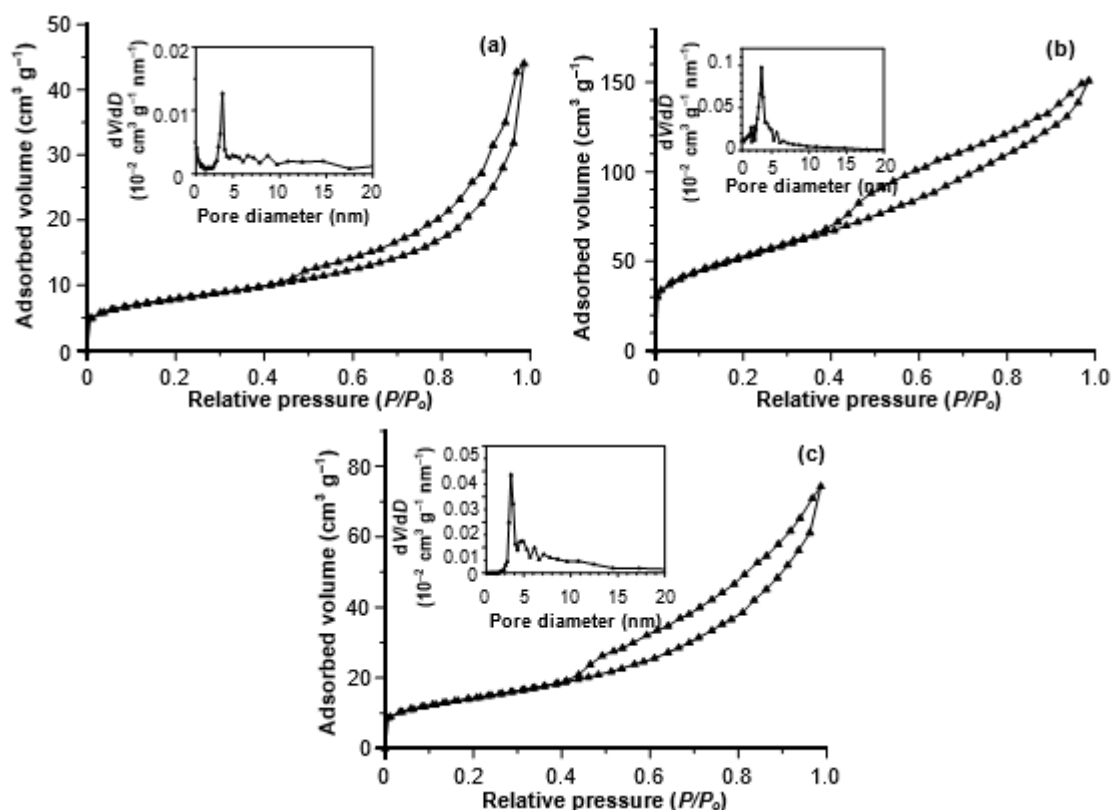 (a)
Adsorbed volume (cm³ g⁻¹)
50
40
30
20
10
0
0 0.2 0.4 0.6 0.8 1.0
Relative pressure (P/Pₒ)
dV/dD
(10⁻² cm³ g⁻¹ nm⁻¹)
0.02
0.01
0
5 10 15 20
Pore diameter (nm)
(b)
Adsorbed volume (cm³ g⁻¹)
150
100
50
0
0 0.2 0.4 0.6 0.8 1.0
Relative pressure (P/Pₒ)
dV/dD
(10⁻² cm³ g⁻¹ nm⁻¹)
0.1
0.05
0
0 5 10 15 20
Pore diameter (nm)
(c)
Adsorbed volume (cm³ g⁻¹)
80
60
40
20
0
0 0.2 0.4 0.6 0.8 1.0
Relative pressure (P/Pₒ)
dV/dD
(10⁻² cm³ g⁻¹ nm⁻¹)
0.05
0.04
0.02
0.02
0.01
0
0 5 10 15 20
Pore diameter (nm)